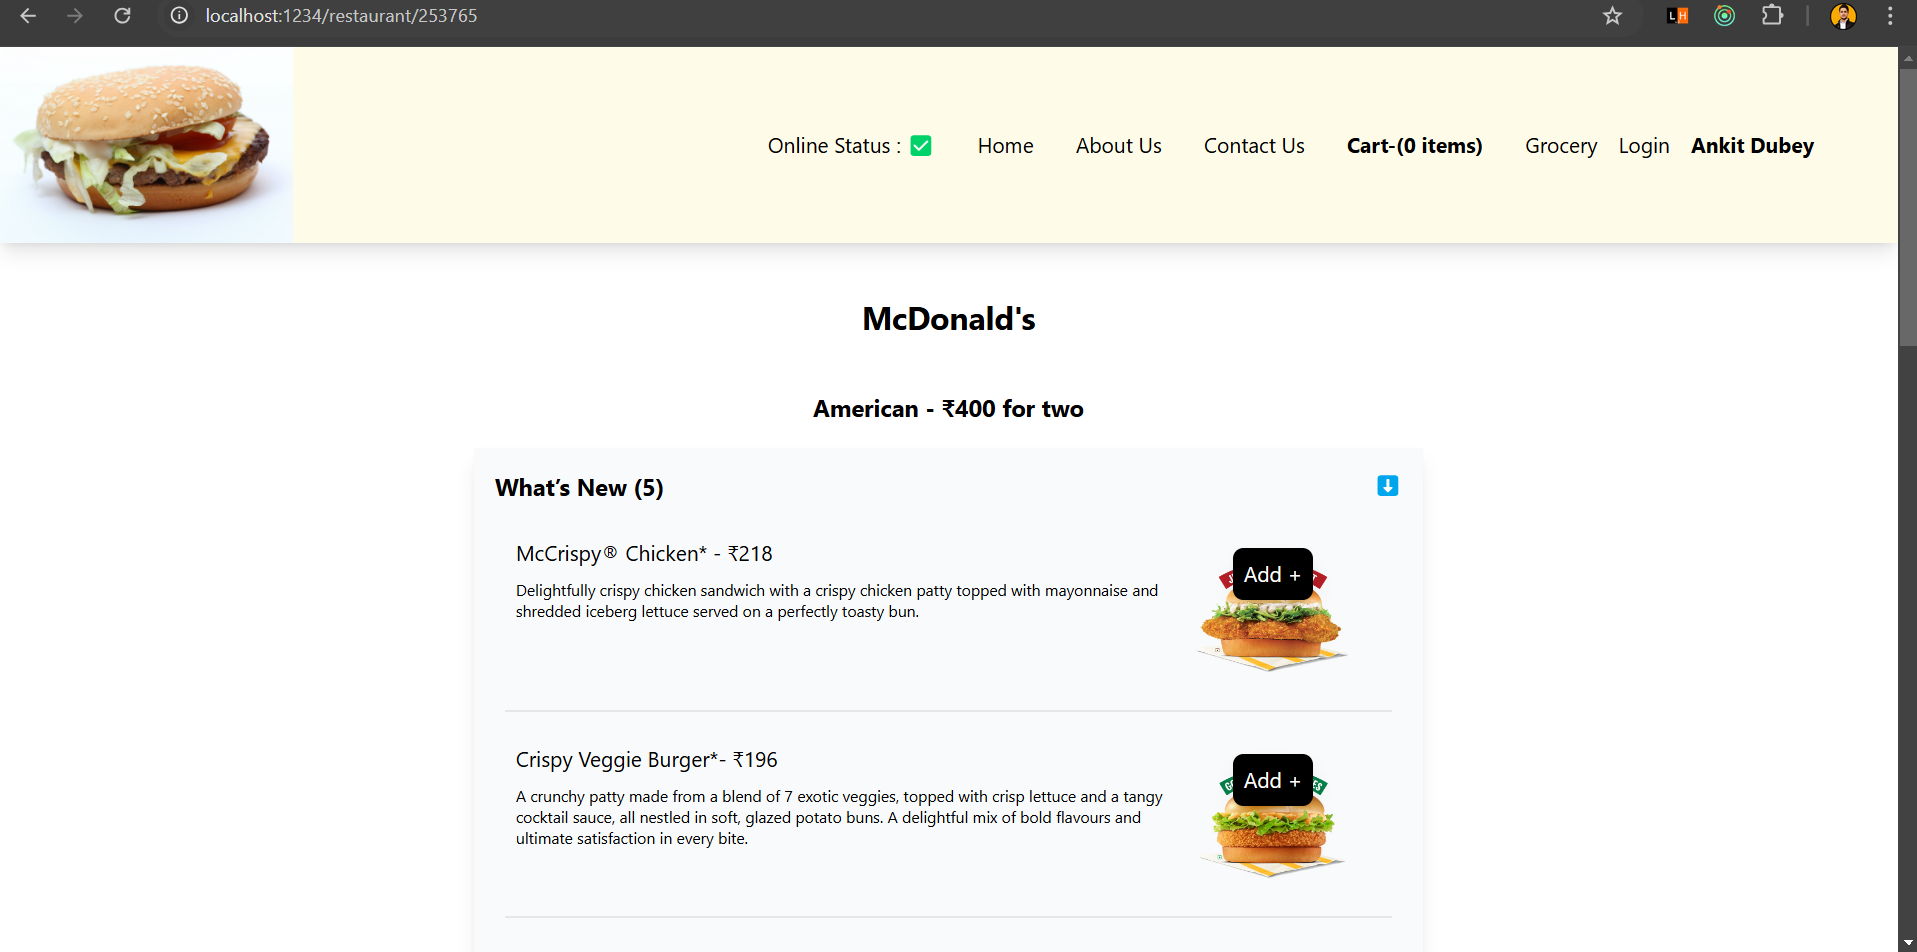 localhost:1234/restaurant/253765
L H
Online Status : ✅ Home About Us Contact Us Cart-(0 items) Grocery Login Ankit Dubey
McDonald's
American - ₹400 for two
What’s New (5)
McCrispy® Chicken* - ₹218
Delightfully crispy chicken sandwich with a crispy chicken patty topped with mayonnaise and
shredded iceberg lettuce served on a perfectly toasty bun.
Add +
Crispy Veggie Burger*- ₹196
A crunchy patty made from a blend of 7 exotic veggies, topped with crisp lettuce and a tangy
cocktail sauce, all nestled in soft, glazed potato buns. A delightful mix of bold flavours and
ultimate satisfaction in every bite.
Add +